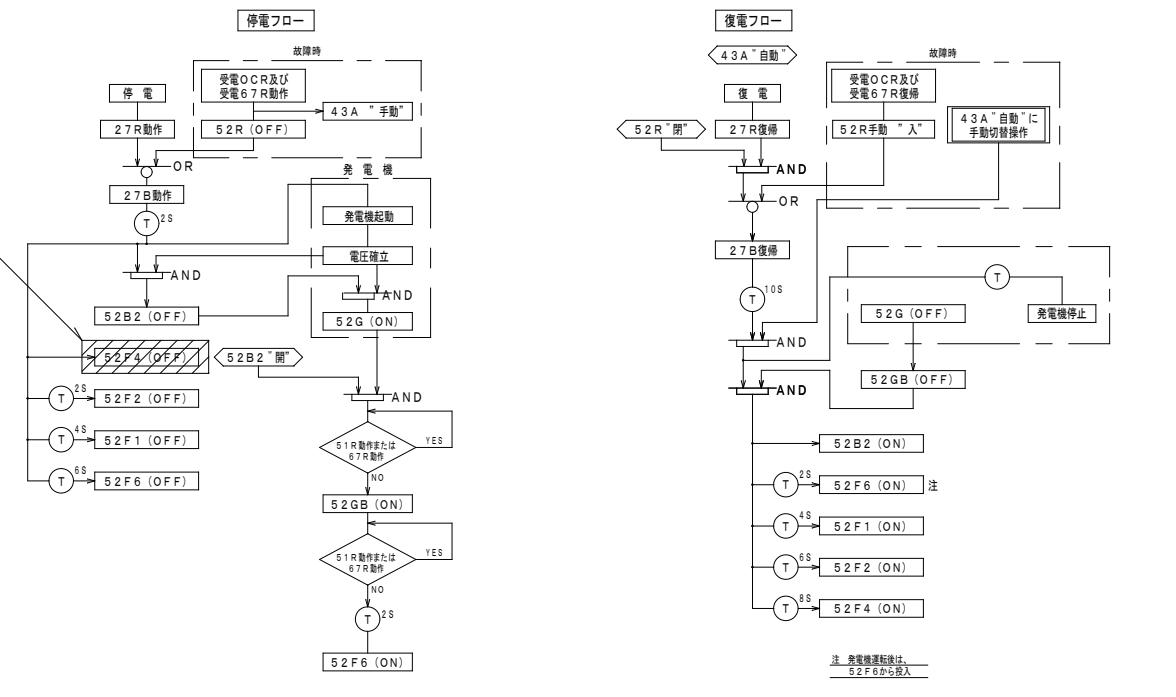 停電フロー
故障時
受電OCR及び
受電67R動作
43A ”手動”
52R(OFF)
停 電
27R動作
OR
27B動作
T
2S
発 電 機
発電機起動
電圧確立
AND
52B2(OFF)
AND
52G(ON)
52F4(OFF)
52B2”開”
T
2S
52F2(OFF)
AND
T
4S
52F1(OFF)
51R動作または
67R動作
YES
NO
T
6S
52F6(OFF)
52GB(ON)
51R動作または
67R動作
YES
NO
T
2S
52F6(ON)
復電フロー
43A”自動”
故障時
受電OCR及び
受電67R復帰
52R手動 ”入”
43A”自動”に
手動切替操作
復 電
52R”閉”
27R復帰
AND
OR
27B復帰
T
10S
T
発電機停止
52G(OFF)
AND
52GB(OFF)
AND
52B2(ON)
T
2S
52F6(ON)
注
T
4S
52F1(ON)
T
6S
52F2(ON)
T
8S
52F4(ON)
注 発電機運転後は、
52F6から投入